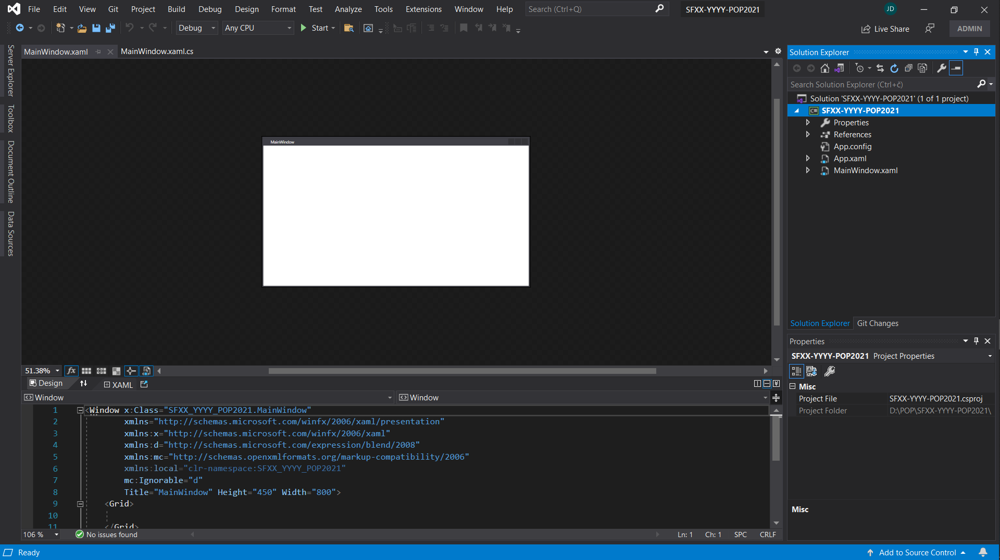 File Edit View Git Project Build Debug Design Format Test Analyze Tools Extensions Window Help Search (Ctrl+Q) SFXX-YYYY-POP2021 JD
Debug Any CPU Start Live Share ADMIN
Server Explorer
Toolbox
Document Outline
Data Sources
MainWindow.xaml MainWindow.xaml.cs
MainWindow
51.38%
Design XAML
Window Window
1 <Window x:Class="SFXX_YYYY_POP2021.MainWindow"
2 xmlns="http://schemas.microsoft.com/winfx/2006/xaml/presentation"
3 xmlns:x="http://schemas.microsoft.com/winfx/2006/xaml"
4 xmlns:d="http://schemas.microsoft.com/expression/blend/2008"
5 xmlns:mc="http://schemas.openxmlformats.org/markup-compatibility/2006"
6 xmlns:local="clr-namespace:SFXX_YYYY_POP2021"
7 mc:Ignorable="d"
8 Title="MainWindow" Height="450" Width="800">
9 <Grid>
10
11 </Grid>
106 % No issues found Ln: 1 Ch: 1 SPC CRLF
Solution Explorer
Search Solution Explorer (Ctrl+č)
Solution 'SFXX-YYYY-POP2021' (1 of 1 project)
C# SFXX-YYYY-POP2021
Properties
References
App.config
App.xaml
MainWindow.xaml
Solution Explorer Git Changes
Properties
SFXX-YYYY-POP2021 Project Properties
Misc
Project File SFXX-YYYY-POP2021.csproj
Project Folder D:\POP\SFXX-YYYY-POP2021\
Misc
Ready Add to Source Control